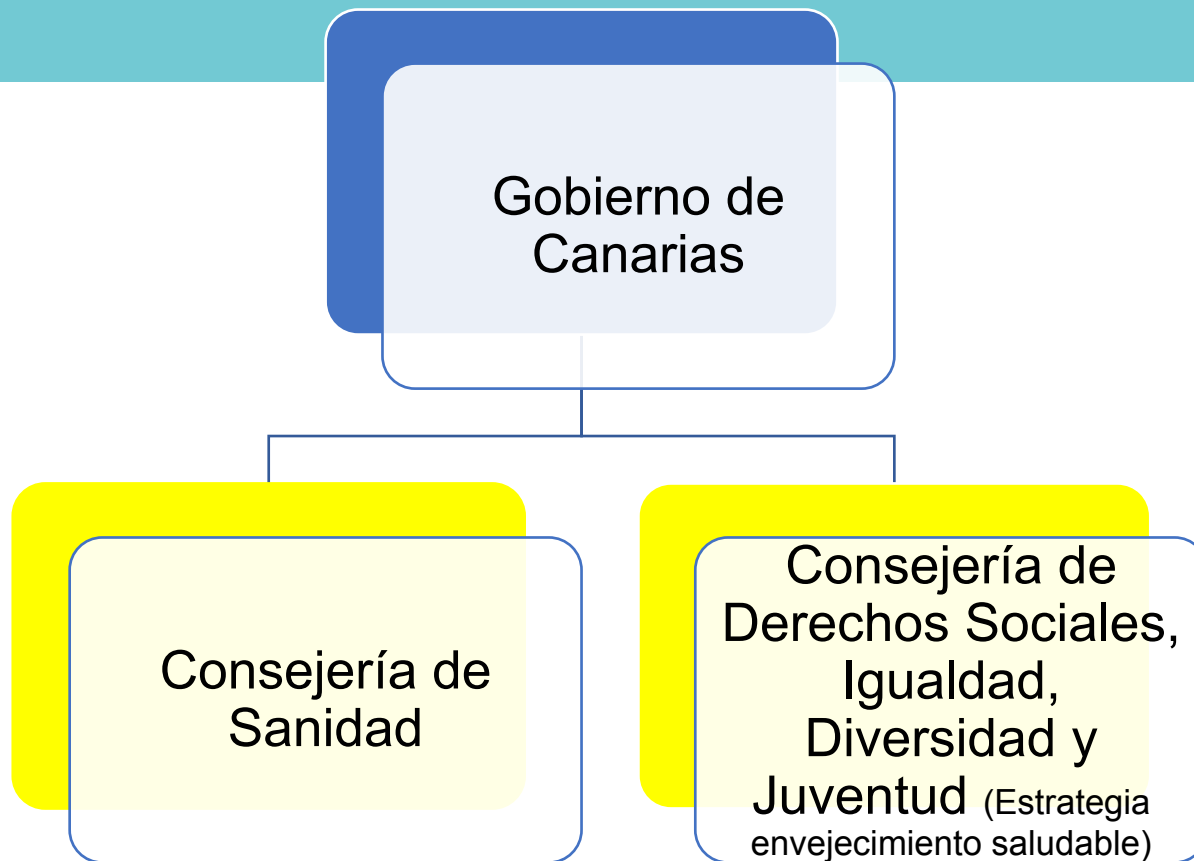 Gobierno de
Canarias
Consejería de
Sanidad
Consejería de
Derechos Sociales,
Igualdad,
Diversidad y
Juventud (Estrategia
envejecimiento saludable)